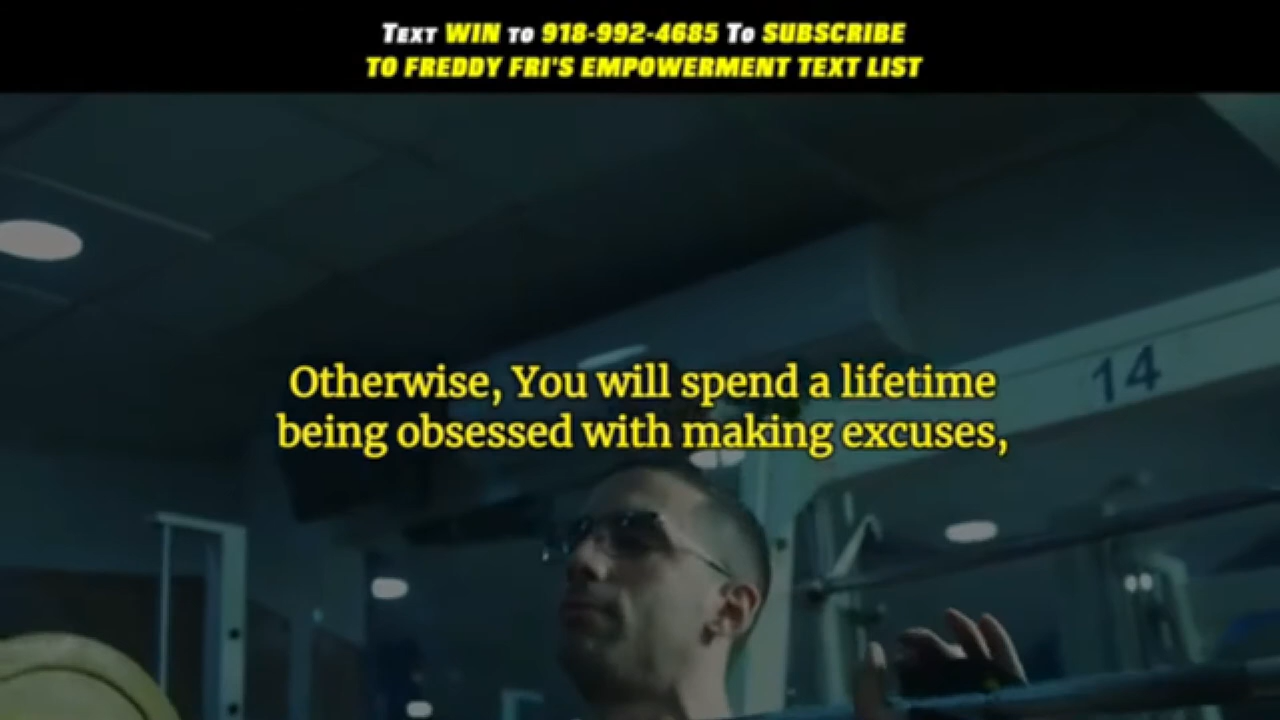 Text WIN to 918-992-4685 To SUBSCRIBE
TO FREDDY FRI'S EMPOWERMENT TEXT LIST
14
Otherwise, You will spend a lifetime
being obsessed with making excuses,